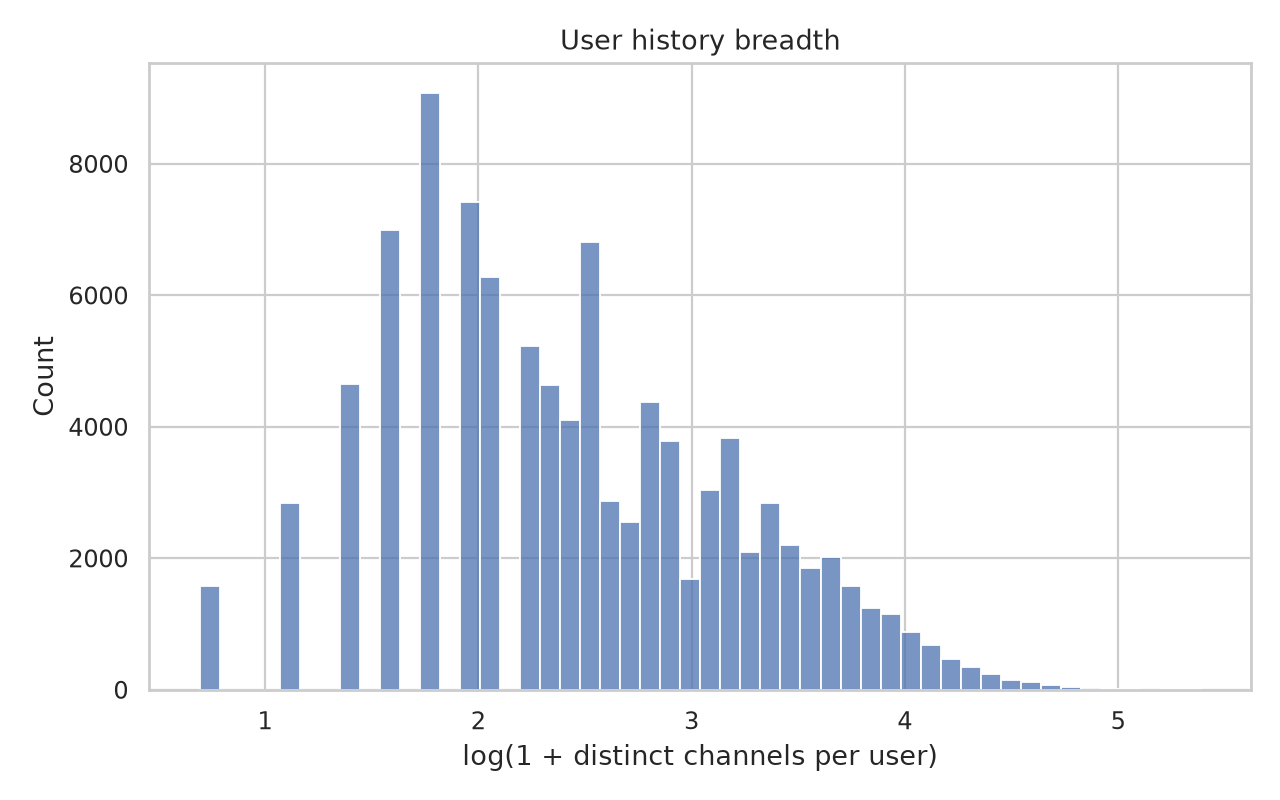 User history breadth
8000
6000
4000
2000
0
Count
1 2 3 4 5
log(1 + distinct channels per user)